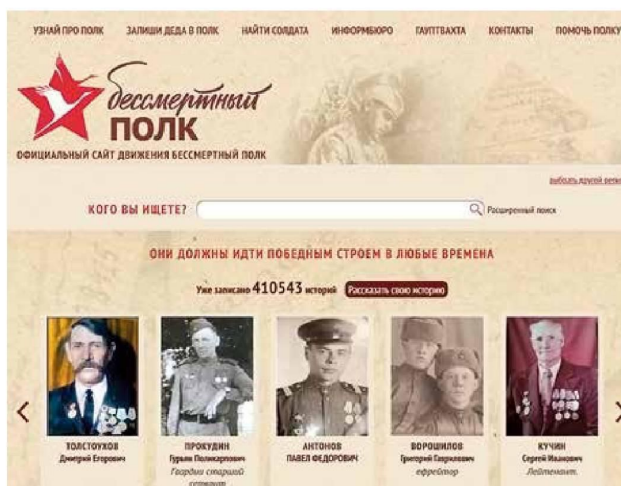 УЗНАЙ ПРО ПОЛК ЗАПИШИ ДЕДА В ПОЛК НАЙТИ СОЛДАТА ИНФОРМБЮРО ГАУПТВАХТА КОНТАКТЫ ПОМОЧЬ ПОЛКУ
бессмертный
ПОЛК
ОФИЦИАЛЬНЫЙ САЙТ ДВИЖЕНИЯ БЕССМЕРТНЫЙ ПОЛК
выбрать другой
КОГО ВЫ ИЩЕТЕ? Расширенный поиск
ОНИ ДОЛЖНЫ ИДТИ ПОБЕДНЫМ СТРОЕМ В ЛЮБЫЕ ВРЕМЕНА
Уже записано 410543 историй Рассказать свою историю
ТОЛСТОУХОВ ПРОКУДИН АНТОНОВ ВОРОШИЛОВ КУЧИН
Дмитрий Егорович Гурьян Поликарпович ПАВЕЛ ФЕДОРОВИЧ Григорий Гаврилович Сергей Иванович
Гвардии старший ефрейтор Лейтенант.
сержант